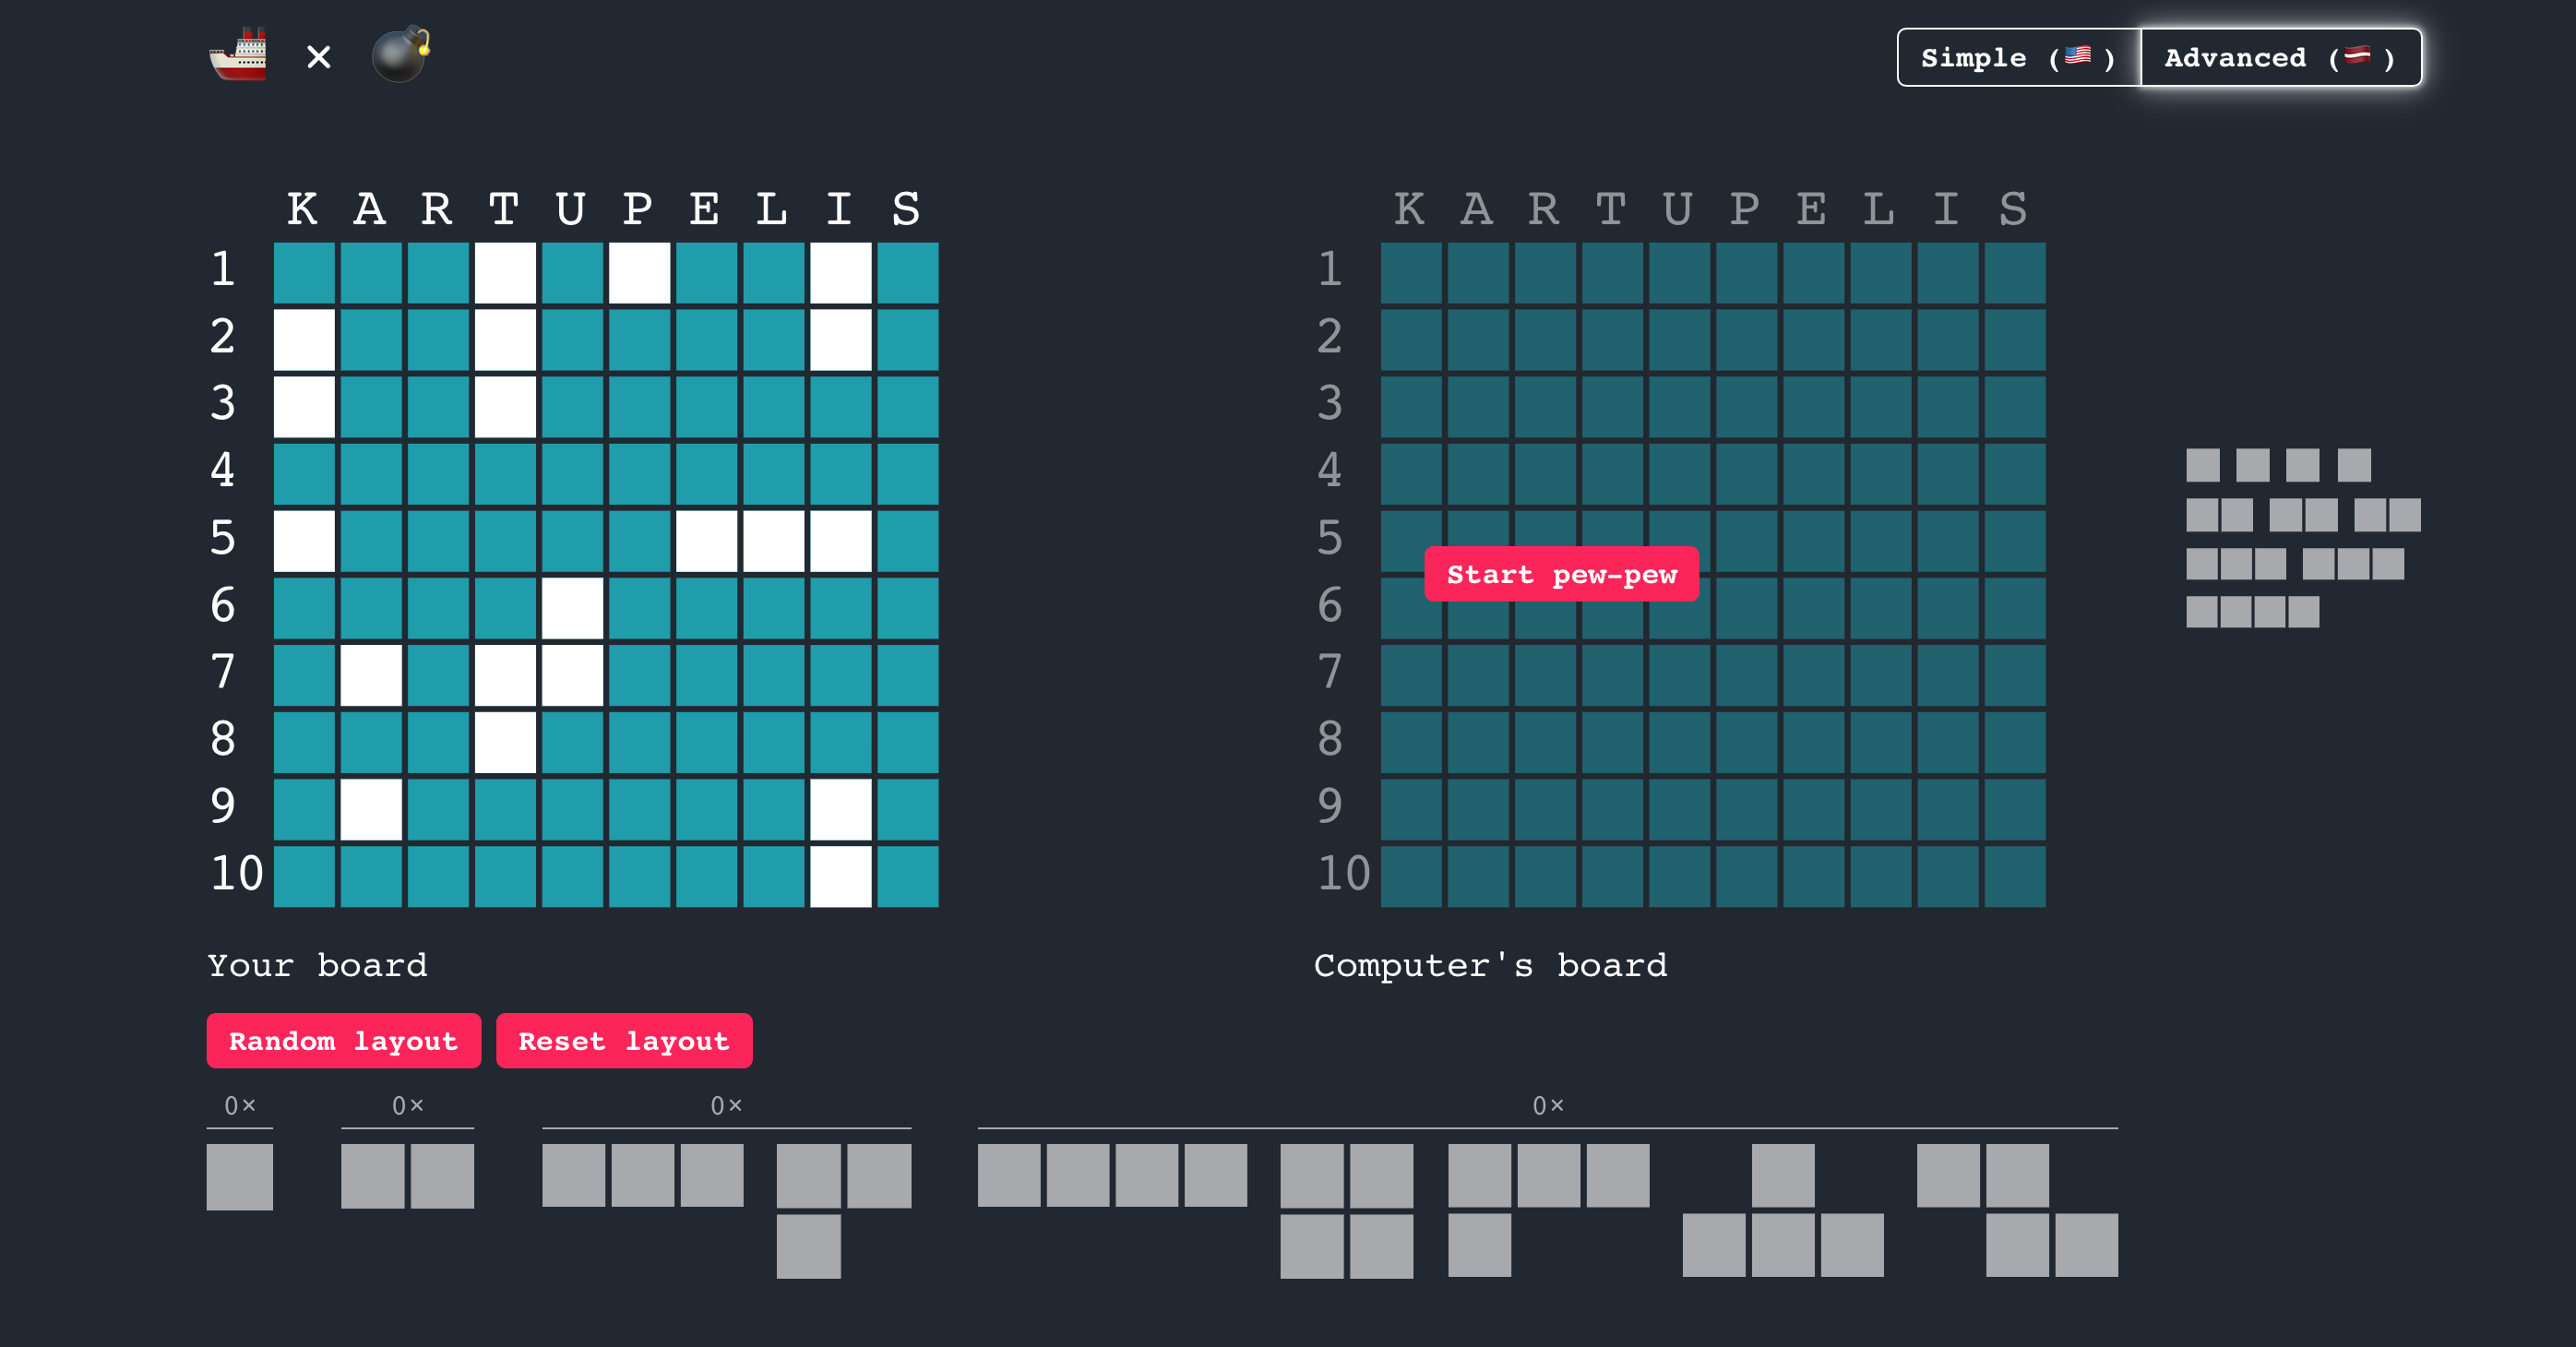 Simple (🇺🇸) Advanced (🇱🇻)
K A R T U P E L I S
1
2
3
4
5
6
7
8
9
10
Your board
K A R T U P E L I S
1
2
3
4
5
6
7
8
9
10
Start pew-pew
Computer's board
Random layout Reset layout
0× 0× 0× 0×